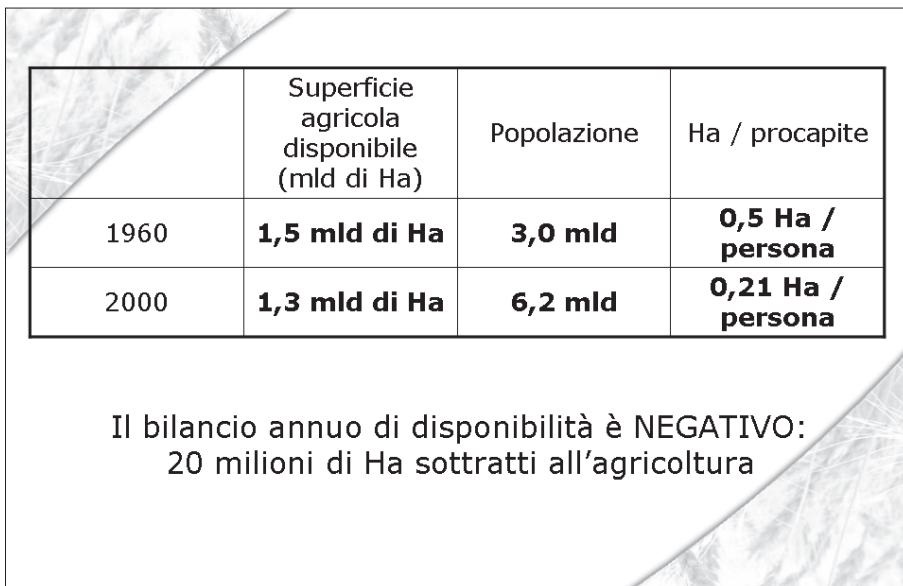 Superficie
agricola
disponibile
(mld di Ha)
Popolazione
Ha / procapite
1960
1,5 mld di Ha
3,0 mld
0,5 Ha /
persona
2000
1,3 mld di Ha
6,2 mld
0,21 Ha /
persona
Il bilancio annuo di disponibilità è NEGATIVO:
20 milioni di Ha sottratti all’agricoltura